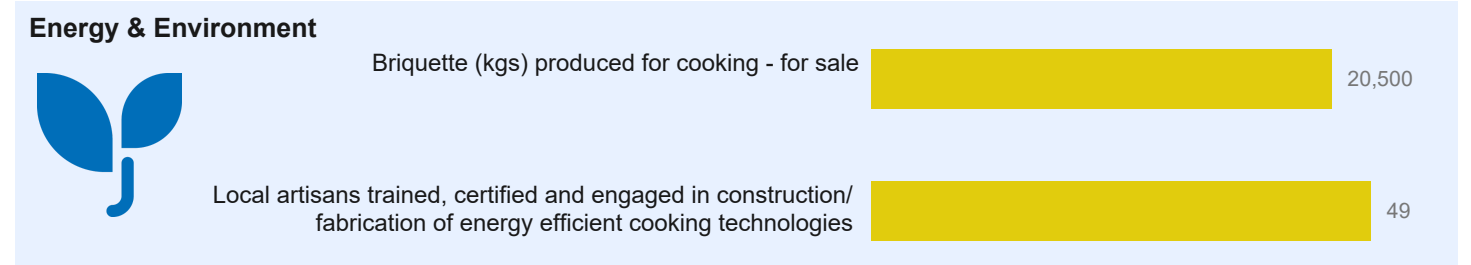 Energy & Environment
Briquette (kgs) produced for cooking - for sale
20,500
Local artisans trained, certified and engaged in construction/
fabrication of energy efficient cooking technologies
49